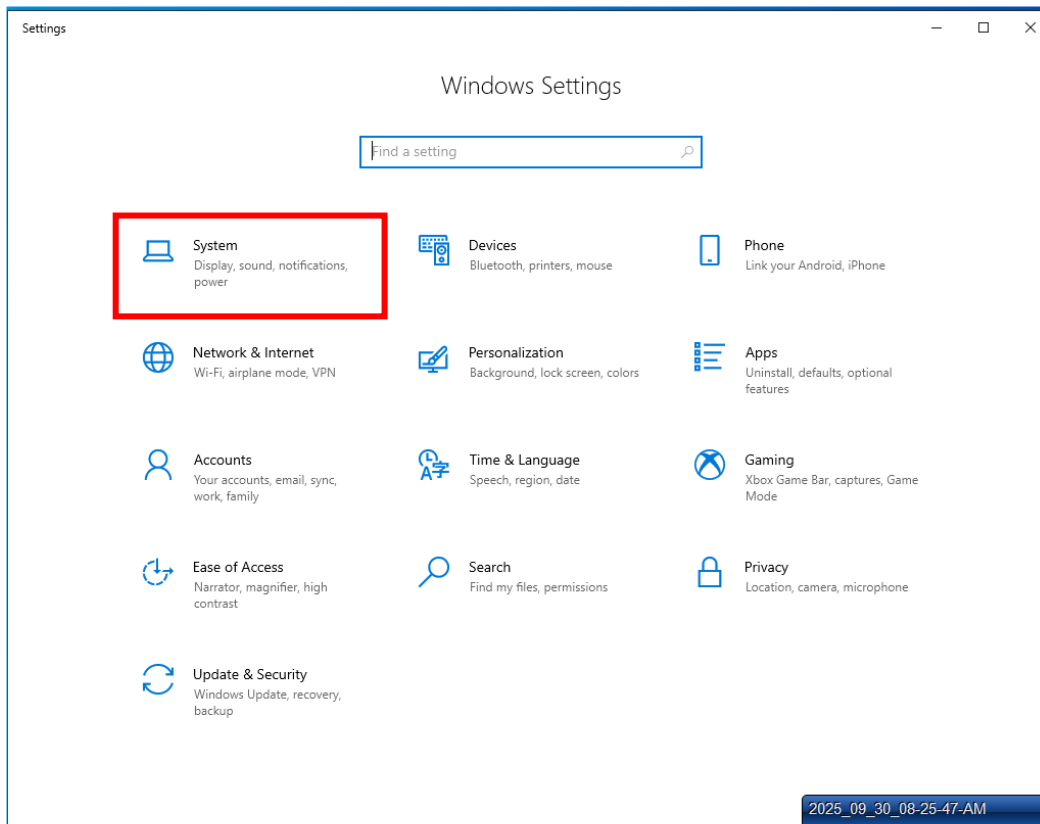 Settings
Windows Settings
Find a setting
System
Display, sound, notifications,
power
Devices
Bluetooth, printers, mouse
Phone
Link your Android, iPhone
Network & Internet
Wi-Fi, airplane mode, VPN
Personalization
Background, lock screen, colors
Apps
Uninstall, defaults, optional
features
Accounts
Your accounts, email, sync,
work, family
Time & Language
Speech, region, date
Gaming
Xbox Game Bar, captures, Game
Mode
Ease of Access
Narrator, magnifier, high
contrast
Search
Find my files, permissions
Privacy
Location, camera, microphone
Update & Security
Windows Update, recovery,
backup
2025_09_30_08-25-47-AM